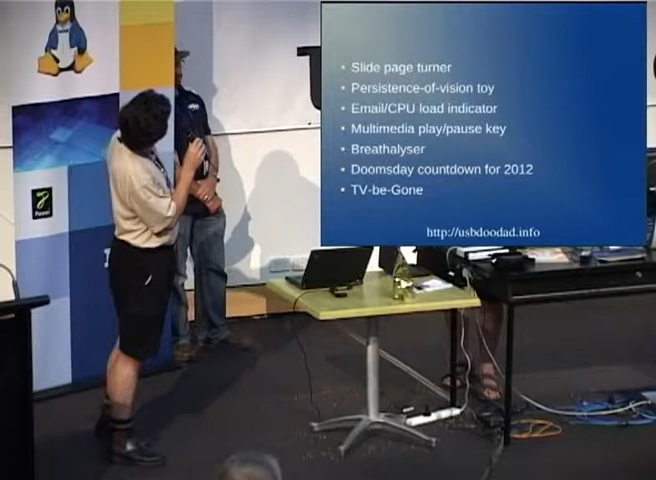 • Slide page turner
• Persistence-of-vision toy
• Email/CPU load indicator
• Multimedia play/pause key
• Breathalyser
• Doomsday countdown for 2012
• TV-be-Gone
http://usbdoodad.info